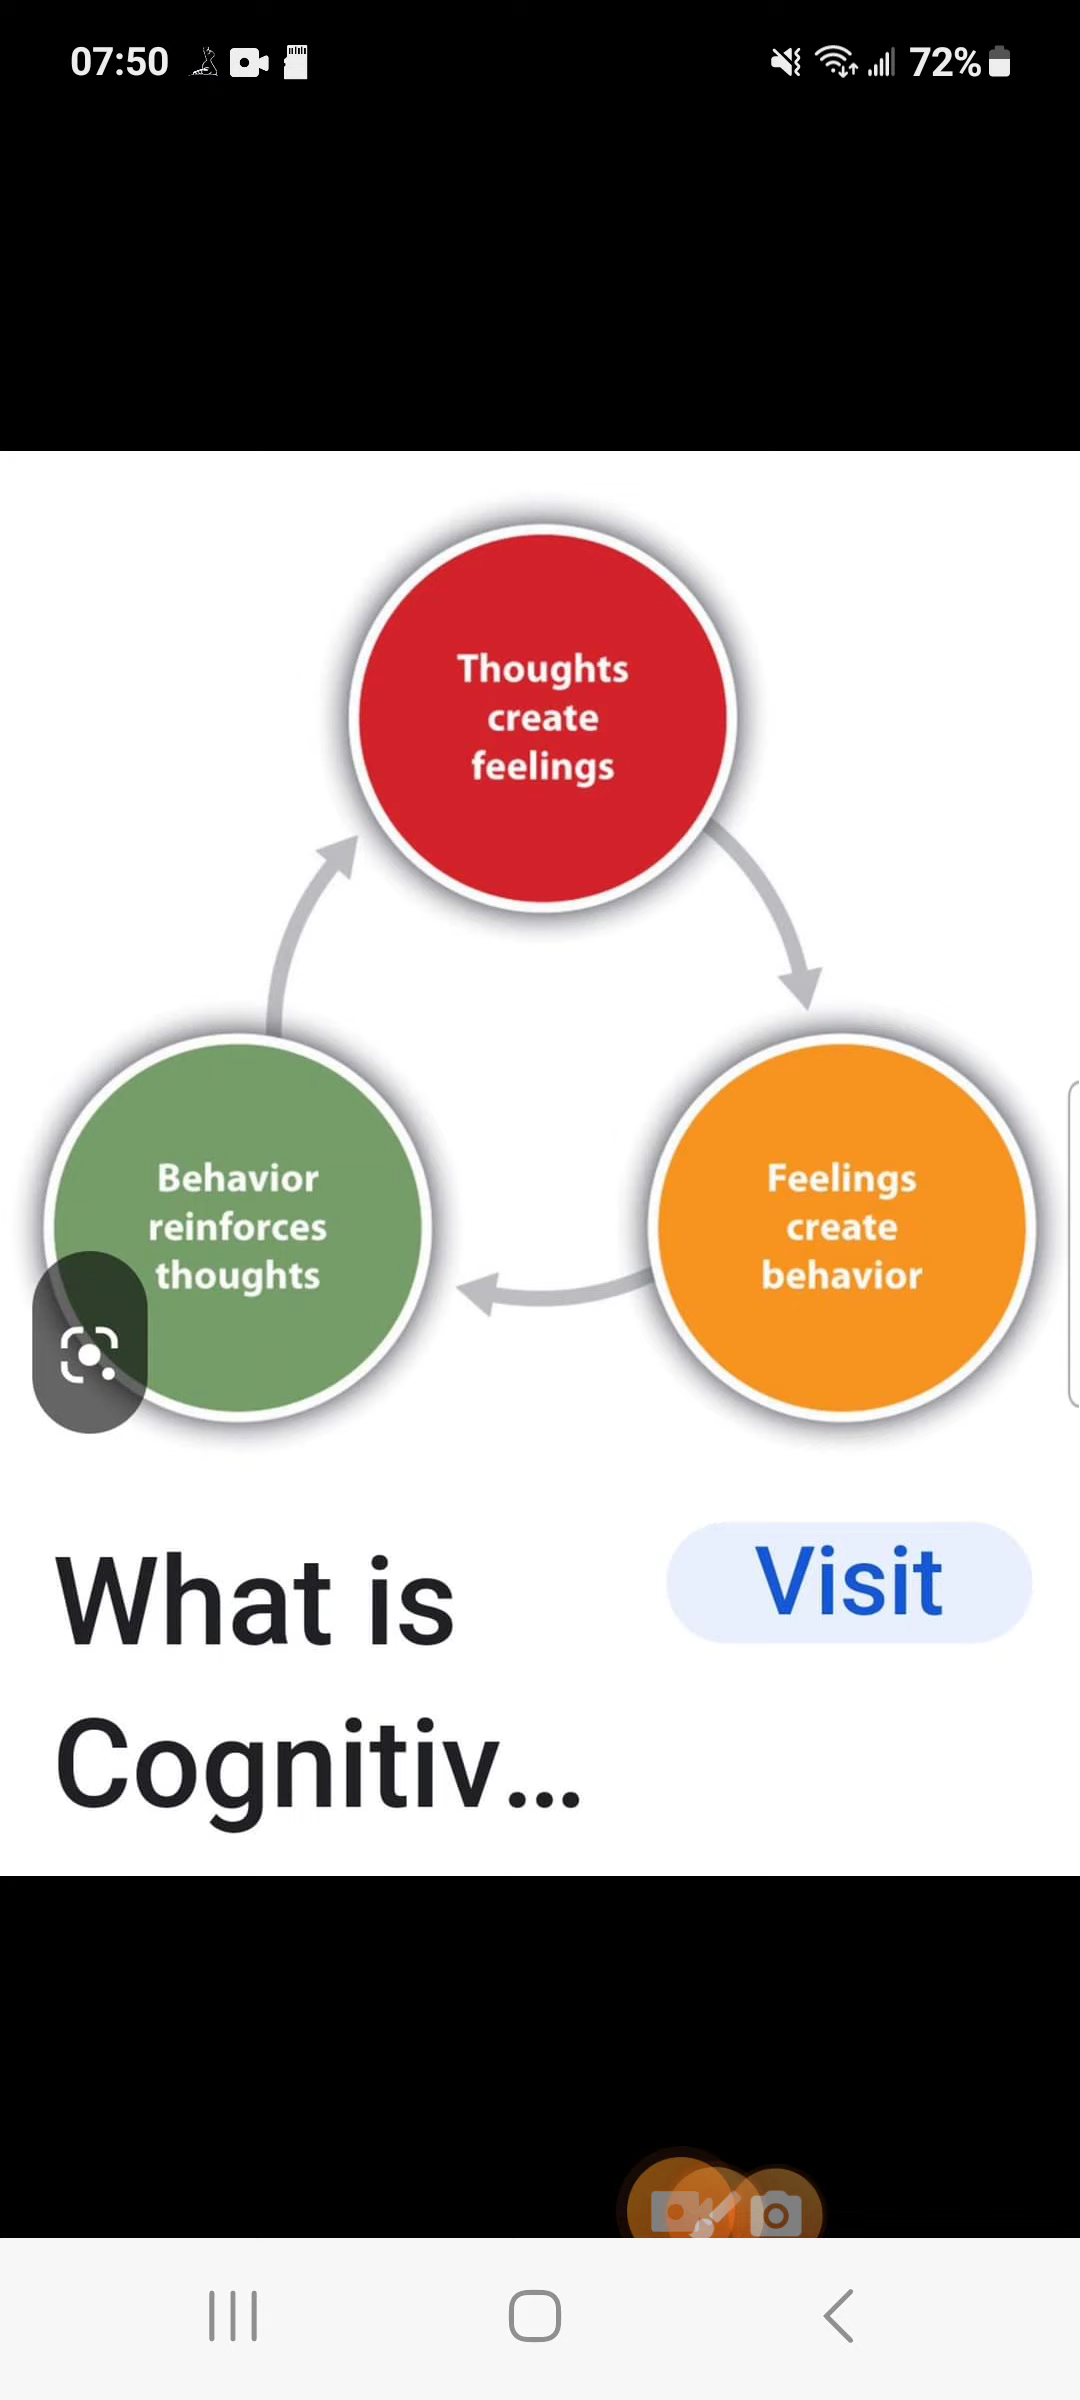 07:50
72%
Thoughts
create
feelings
Behavior
reinforces
thoughts
Feelings
create
behavior
What is
Cognitiv...
Visit